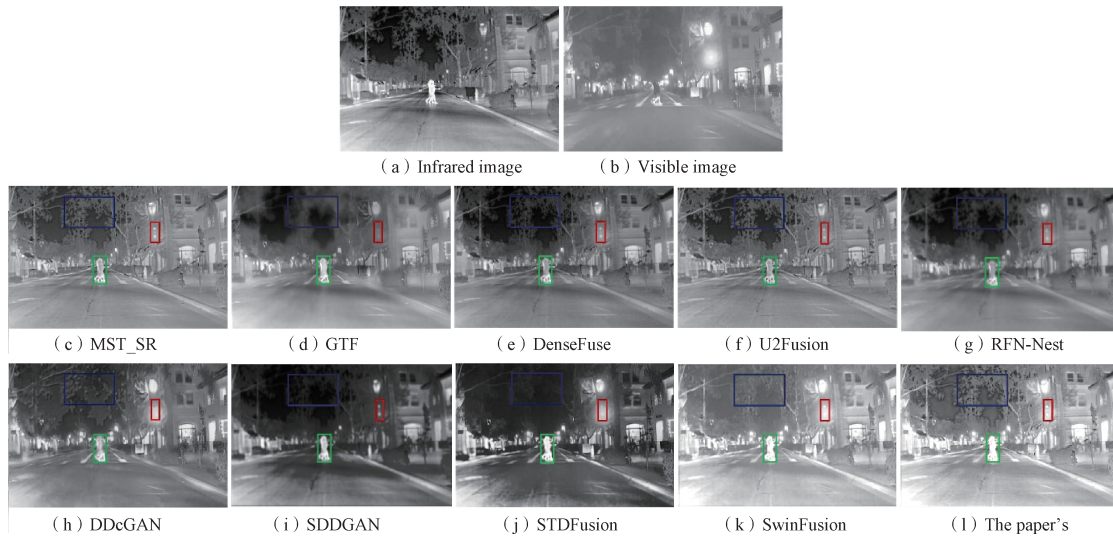 （a）Infrared image （b）Visible image
（c）MST_SR （d）GTF （e）DenseFuse （f）U2Fusion （g）RFN-Nest
（h）DDcGAN （i）SDDGAN （j）STDFusion （k）SwinFusion （l）The paper's